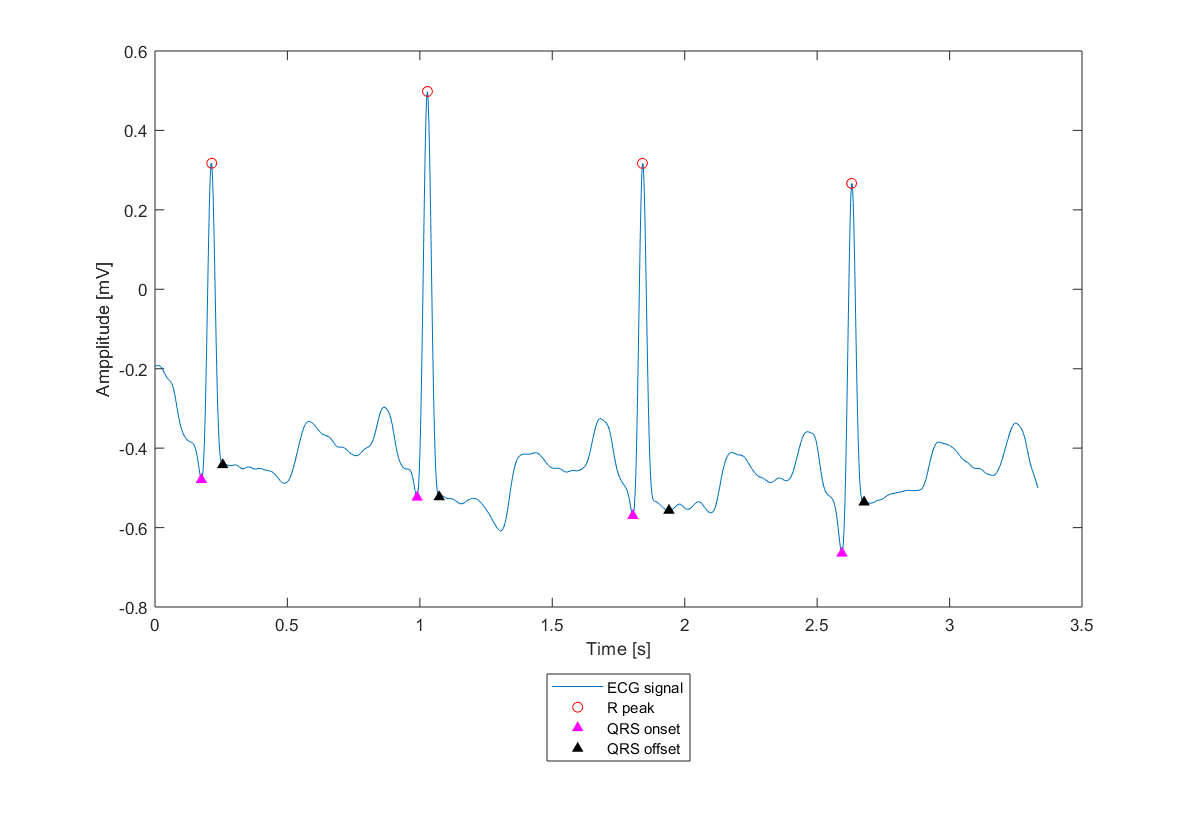 0.6
0.4
0.2
0
-0.2
-0.4
-0.6
-0.8
Ampplitude [mV]
0 0.5 1 1.5 2 2.5 3 3.5
Time [s]
ECG signal
R peak
QRS onset
QRS offset